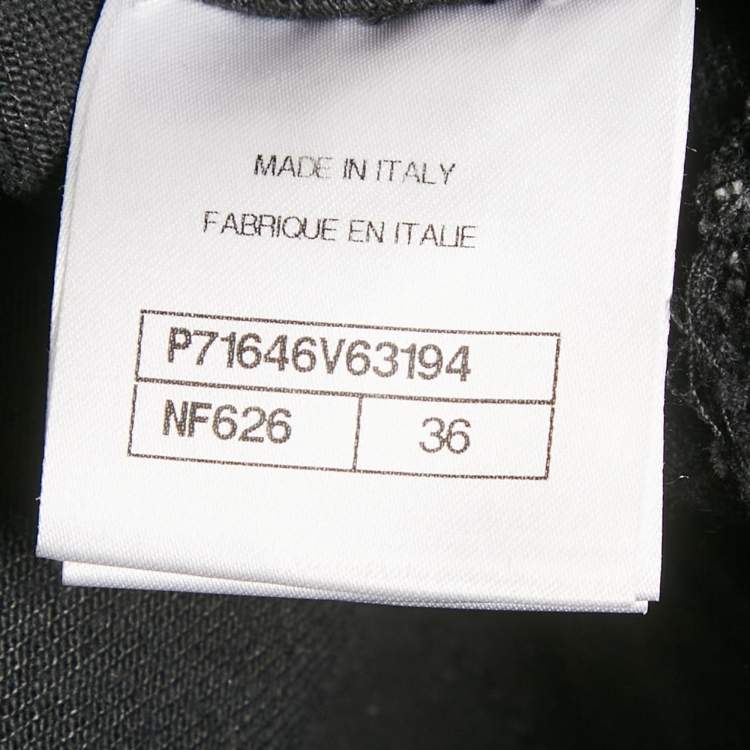 MADE IN ITALY
FABRIQUE EN ITALIE
P71646V63194
NF626 36